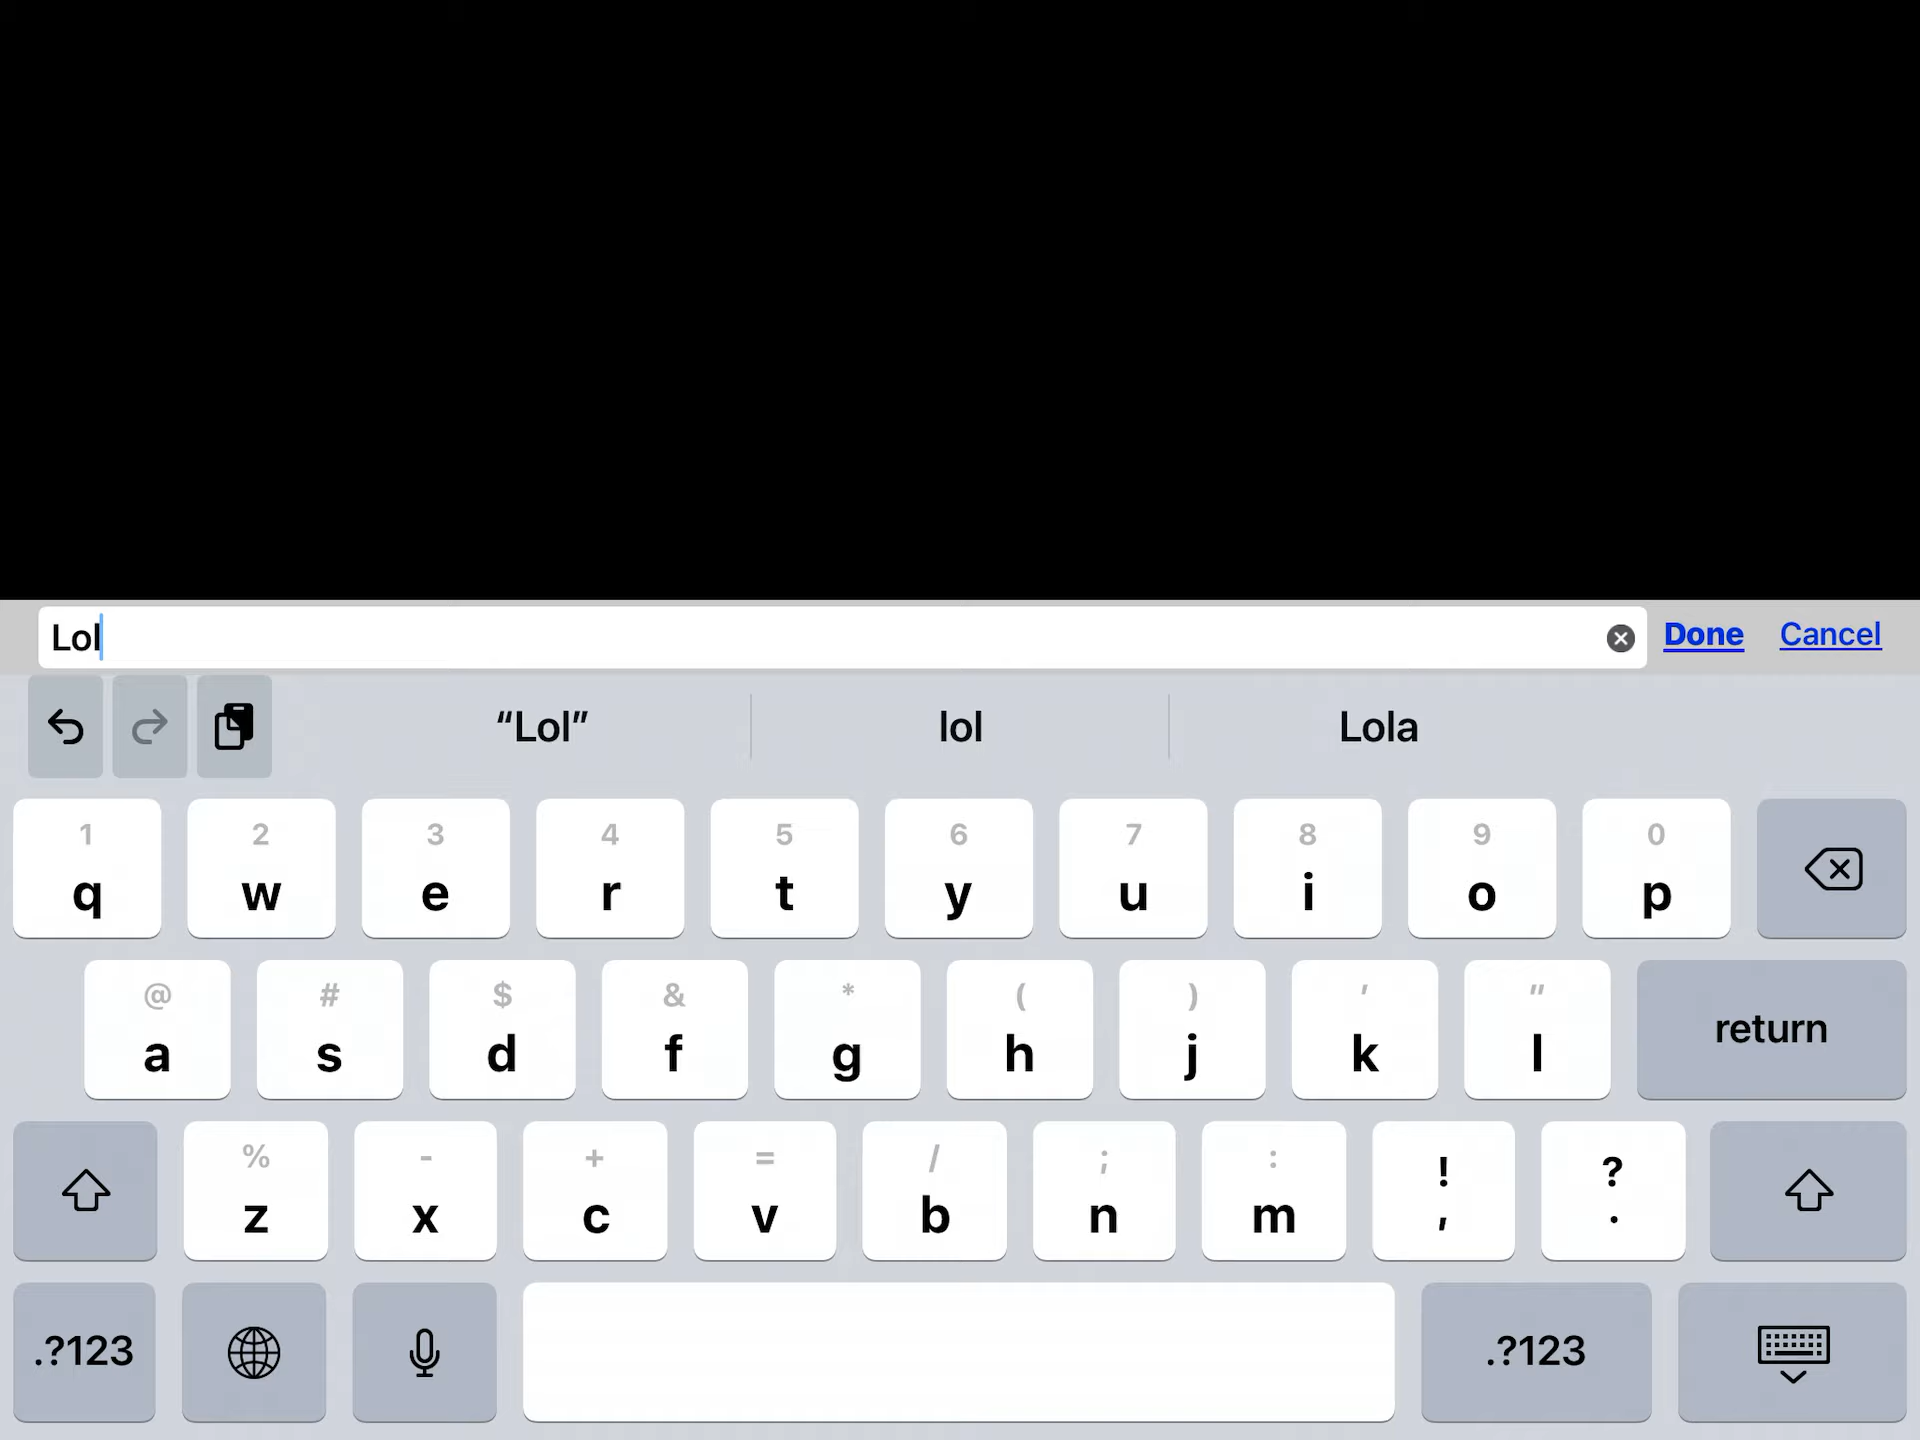 Lol
Done Cancel
“Lol” lol Lola
1 2 3 4 5 6 7 8 9 0
q w e r t y u i o p
@ # $ & * ( ) ' "
a s d f g h j k l return
% - + = / ; : ! ?
z x c v b n m , .
.?123 .?123